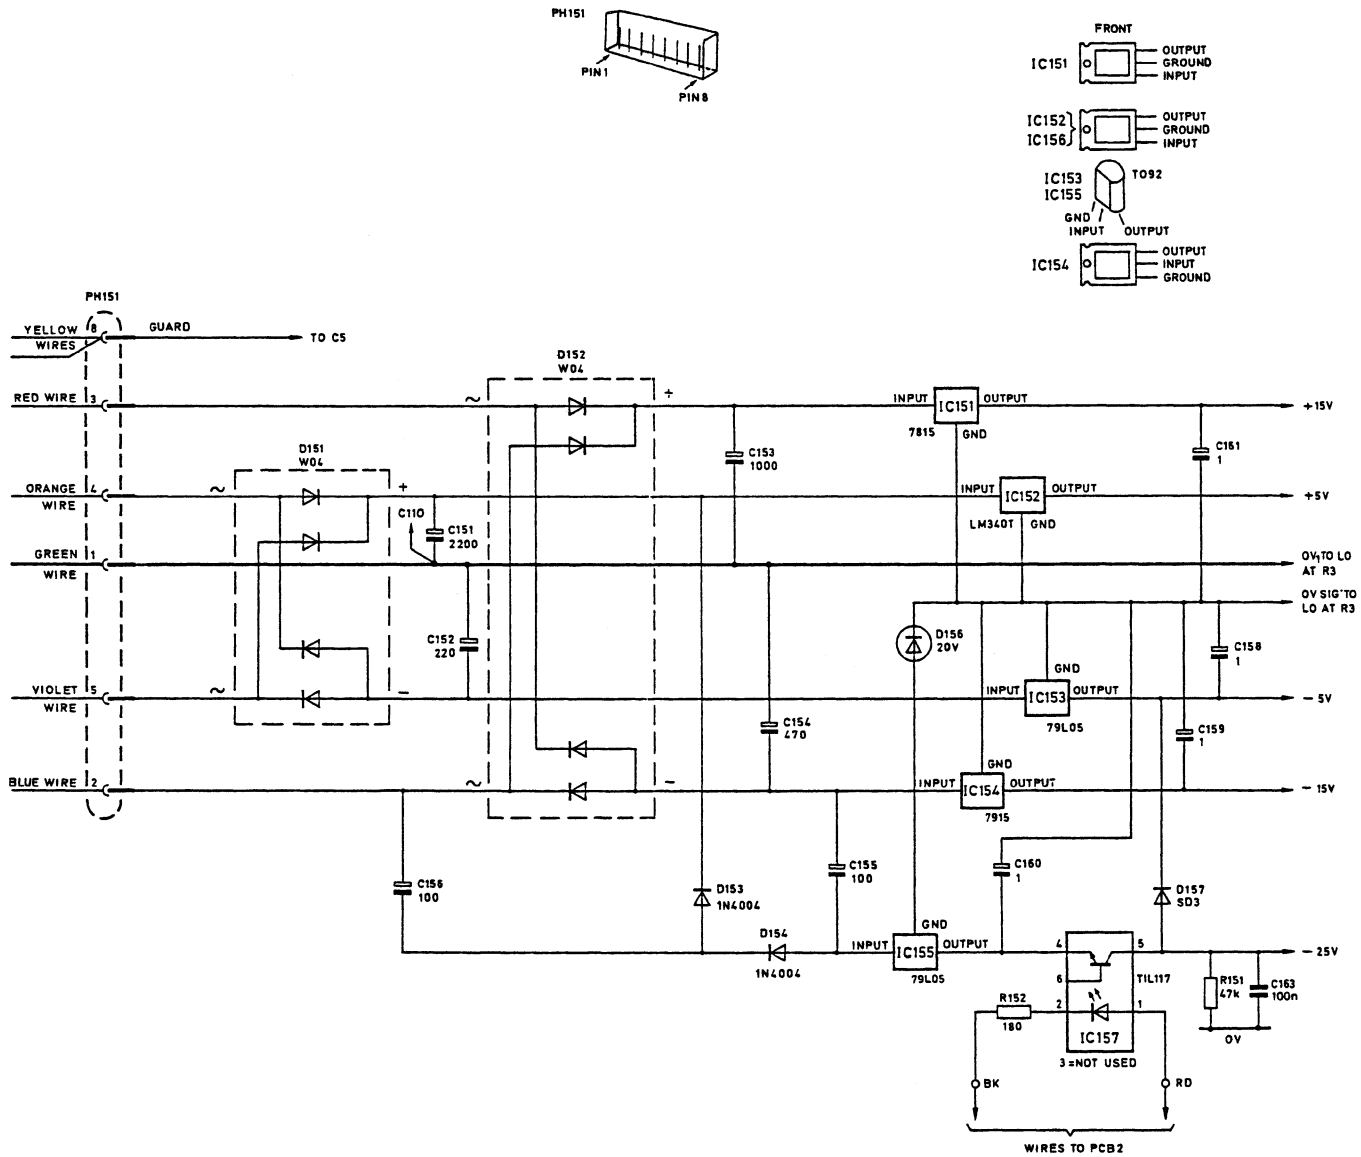 PH151
PIN1
PIN8
FRONT
IC151
OUTPUT
GROUND
INPUT
IC152
IC156
OUTPUT
GROUND
INPUT
IC153
IC155
TO92
GND
INPUT
OUTPUT
IC154
OUTPUT
INPUT
GROUND
PH151
YELLOW 8
WIRES
GUARD
TO C5
D152
W04
RED WIRE 3
~
+
INPUT
IC151
OUTPUT
7815
GND
+15V
D151
W04
C153
1000
C161
1
ORANGE 4
WIRE
~
+
INPUT
IC152
OUTPUT
LM340T
GND
+5V
C110
C151
2200
GREEN 1
WIRE
0V, TO LO
AT R3
0V SIG TO
LO AT R3
C152
220
D156
20V
C158
1
VIOLET 5
WIRE
~
-
GND
INPUT
IC153
OUTPUT
79L05
-5V
C154
470
C159
1
BLUE WIRE 2
~
-
GND
INPUT
IC154
OUTPUT
7915
-15V
C156
100
D153
1N4004
C155
100
C160
1
D157
SD3
D154
1N4004
GND
INPUT
IC155
OUTPUT
79L05
4
5
6
TIL117
-25V
R151
47k
C163
100n
0V
R152
180
2
1
IC157
3=NOT USED
BK
RD
WIRES TO PCB2